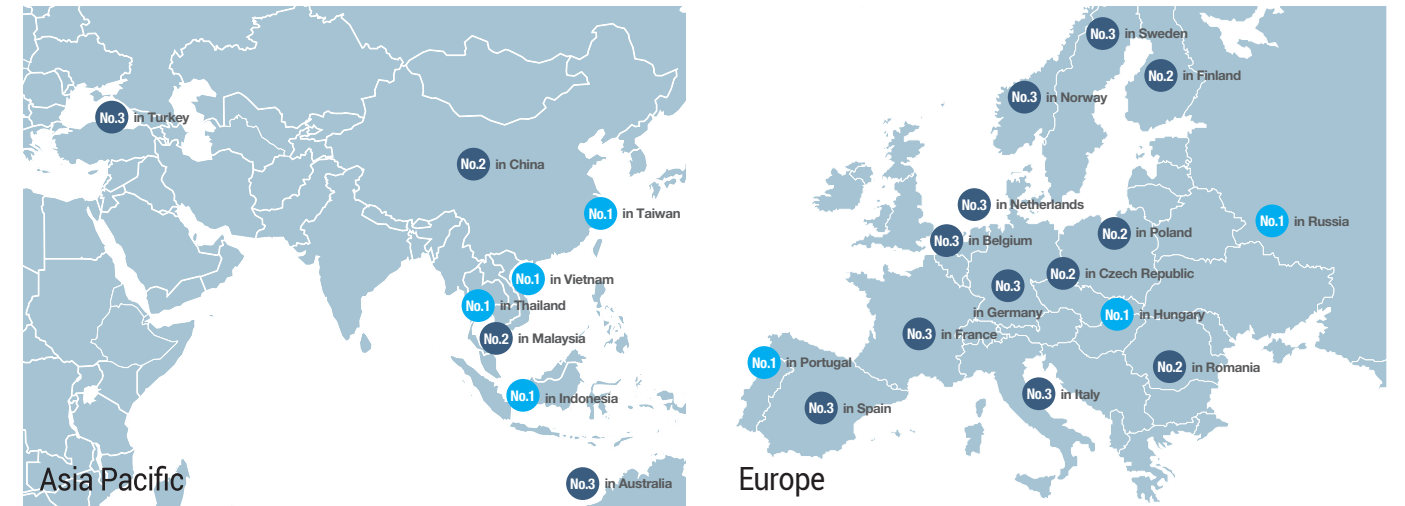 No.3 in Turkey
No.2 in China
No.1 in Taiwan
No.1 in Vietnam
No.1 in Thailand
No.2 in Malaysia
No.1 in Indonesia
No.3 in Australia
Asia Pacific
No.3 in Sweden
No.2 in Finland
No.3 in Norway
No.3 in Netherlands
No.1 in Russia
No.2 in Poland
No.3 in Belgium
No.2 in Czech Republic
No.3
in Germany
No.1 in Hungary
No.3 in France
No.1 in Portugal
No.2 in Romania
No.3 in Italy
No.3 in Spain
Europe